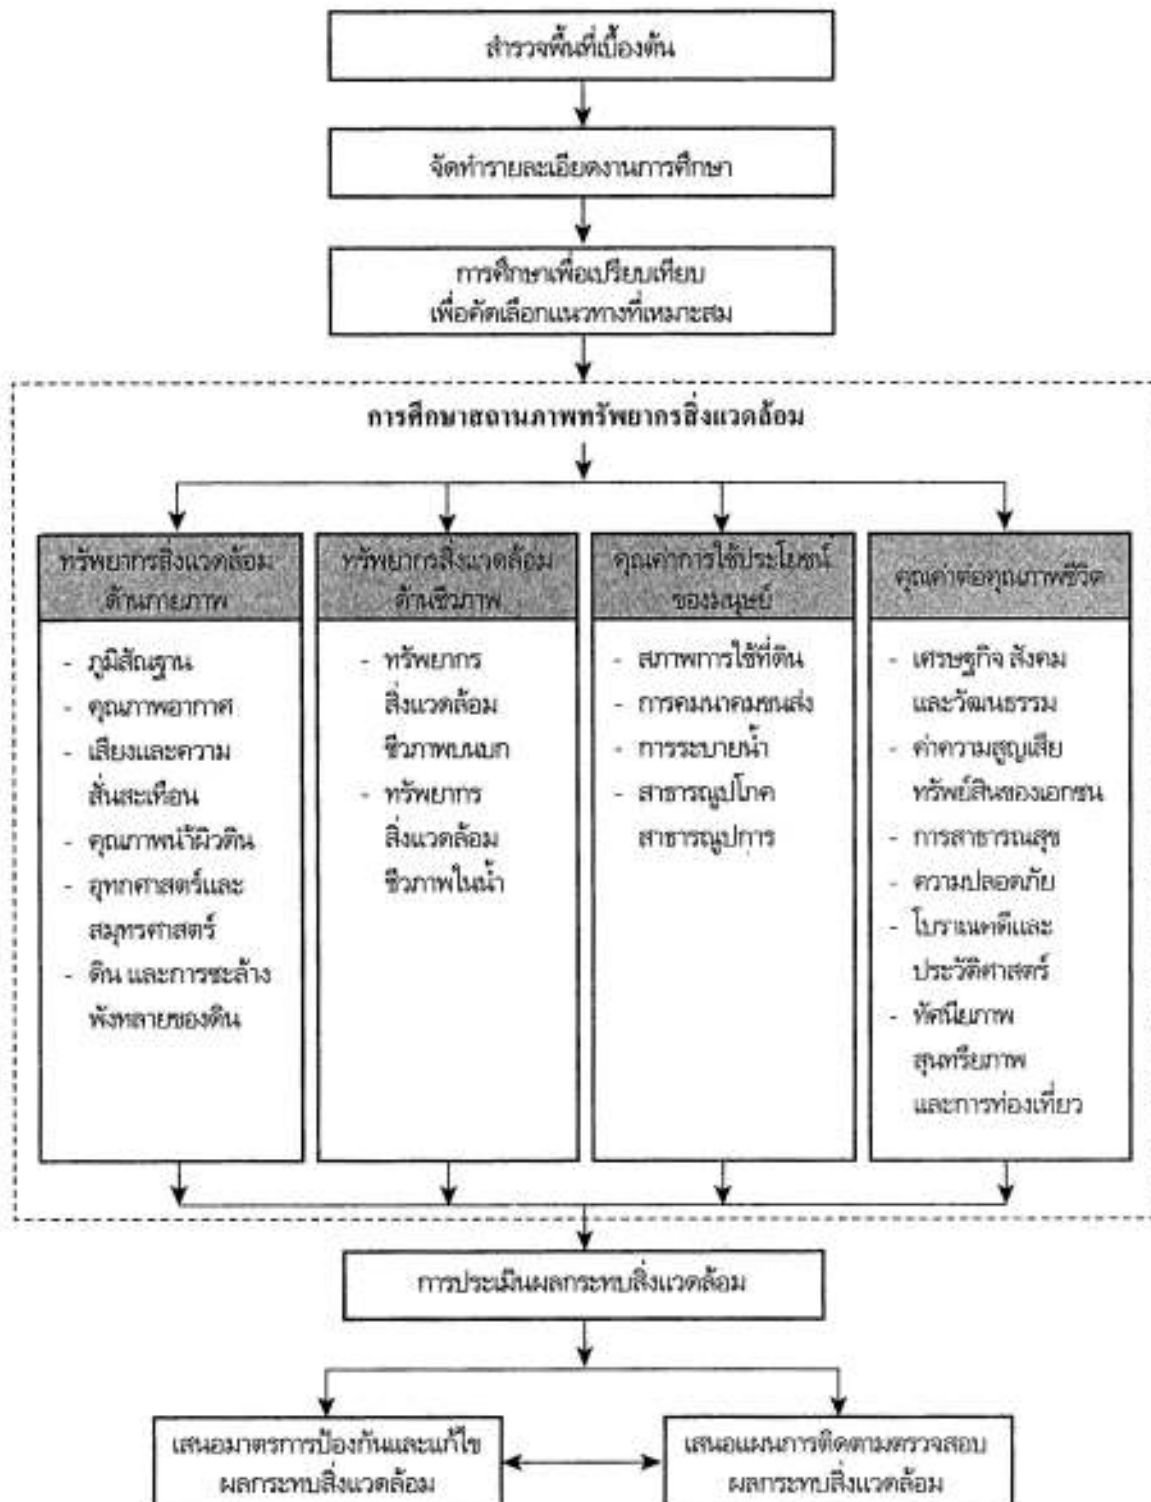 สำรวจพื้นที่เบื้องต้น
จัดทำรายละเอียดงานการศึกษา
การศึกษาเพื่อเปรียบเทียบ
เพื่อคัดเลือกแนวทางที่เหมาะสม
การศึกษาสถานภาพทรัพยากรสิ่งแวดล้อม
ทรัพยากรสิ่งแวดล้อม
ด้านกายภาพ
- ภูมิสัณฐาน
- คุณภาพอากาศ
- เสียงและความ
สั่นสะเทือน
- คุณภาพน้ำผิวดิน
- อุทกศาสตร์และ
สมุทรศาสตร์
- ดิน และการชะล้าง
พังทลายของดิน
ทรัพยากรสิ่งแวดล้อม
ด้านชีวภาพ
- ทรัพยากร
สิ่งแวดล้อม
ชีวภาพบนบก
- ทรัพยากร
สิ่งแวดล้อม
ชีวภาพในน้ำ
คุณค่าการใช้ประโยชน์
ของมนุษย์
- สภาพการใช้ที่ดิน
- การคมนาคมขนส่ง
- การระบายน้ำ
- สาธารณูปโภค
สาธารณูปการ
คุณค่าต่อคุณภาพชีวิต
- เศรษฐกิจ สังคม
และวัฒนธรรม
- ค่าความสูญเสีย
ทรัพย์สินของเอกชน
- การสาธารณสุข
- ความปลอดภัย
- โบราณคดีและ
ประวัติศาสตร์
- ทัศนียภาพ
สุนทรียภาพ
และการท่องเที่ยว
การประเมินผลกระทบสิ่งแวดล้อม
เสนอมาตรการป้องกันและแก้ไข
ผลกระทบสิ่งแวดล้อม
เสนอแผนการติดตามตรวจสอบ
ผลกระทบสิ่งแวดล้อม